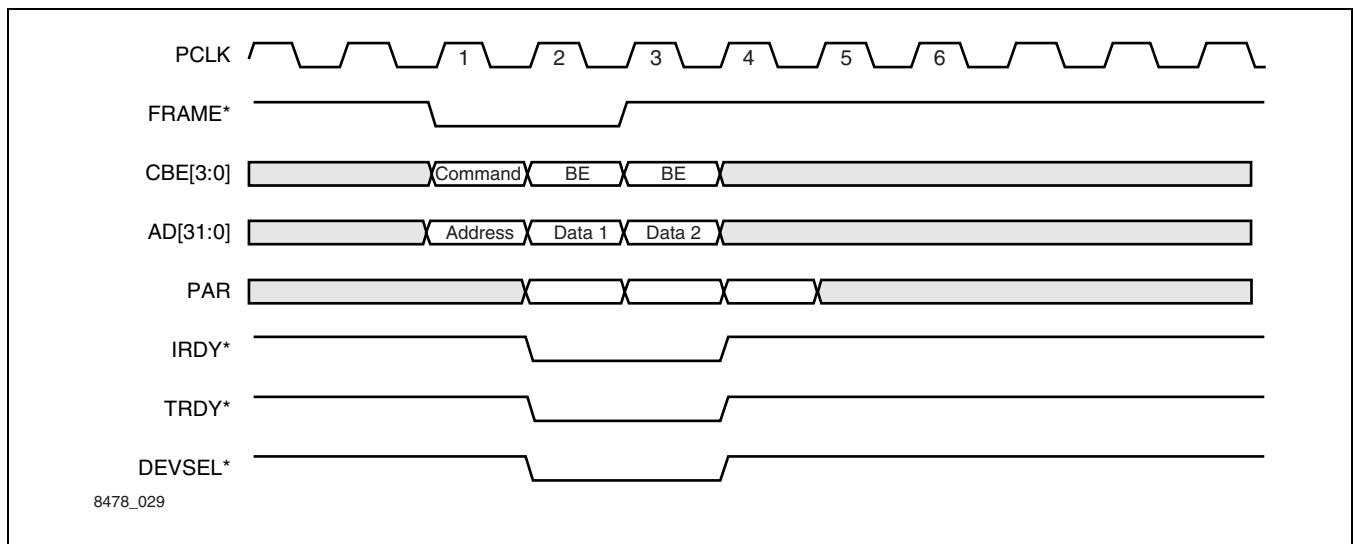 PCLK 1 2 3 4 5 6
FRAME*
CBE[3:0] Command BE BE
AD[31:0] Address Data 1 Data 2
PAR
IRDY*
TRDY*
DEVSEL*
8478_029